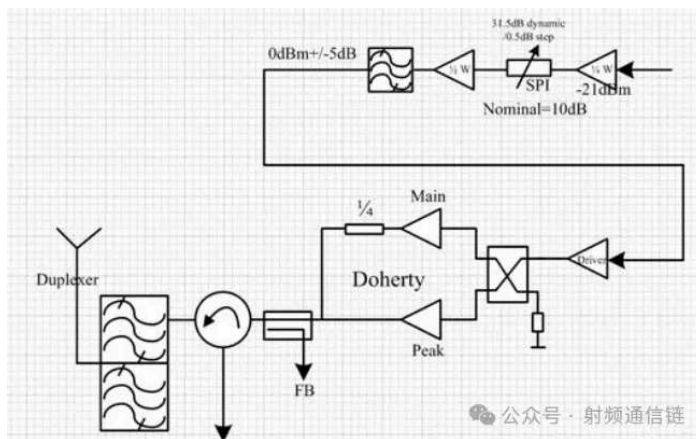 31.5dB dynamic
/0.5dB step
0dBm+/-5dB
½ W
SPI
¼ W
-21dBm
Nominal=10dB
¼
Main
Driver
Duplexer
Doherty
Peak
FB
公众号 · 射频通信链